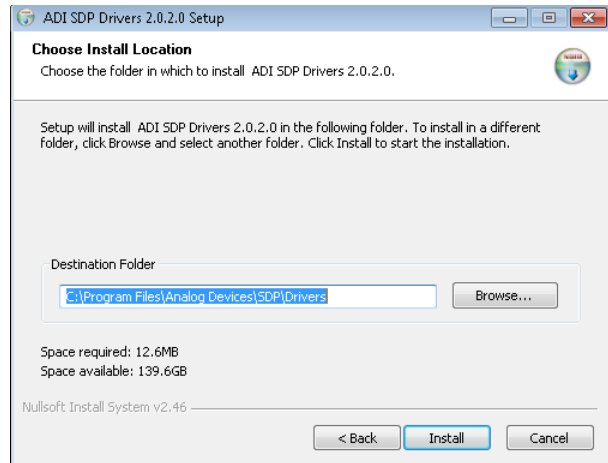 ADI SDP Drivers 2.0.2.0 Setup
Choose Install Location
Choose the folder in which to install ADI SDP Drivers 2.0.2.0.
Setup will install ADI SDP Drivers 2.0.2.0 in the following folder. To install in a different
folder, click Browse and select another folder. Click Install to start the installation.
Destination Folder
C:\Program Files\Analog Devices\SDP\Drivers
Browse...
Space required: 12.6MB
Space available: 139.6GB
Nullsoft Install System v2.46
< Back
Install
Cancel